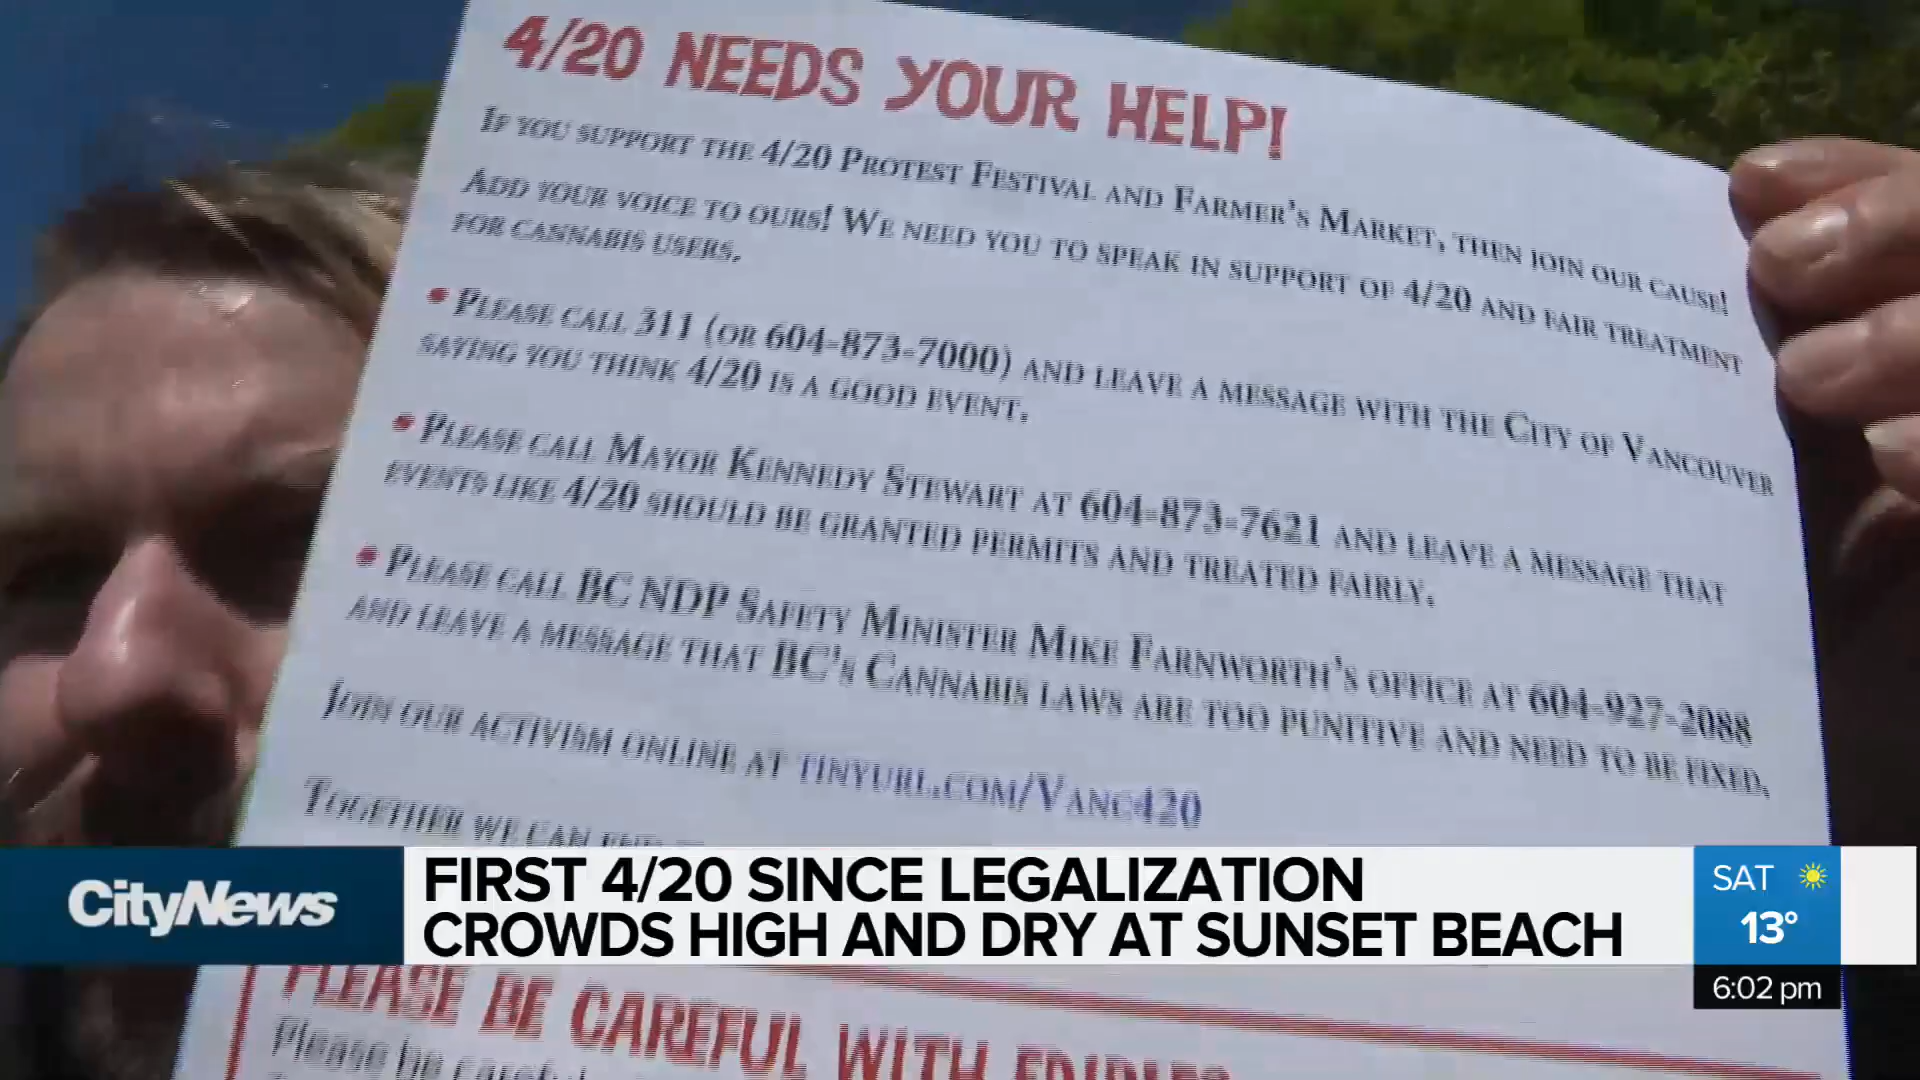 4/20 NEEDS YOUR HELP!
IF YOU SUPPORT THE 4/20 PROTEST FESTIVAL AND FARMER'S MARKET, THEN JOIN OUR CAUSE!
ADD YOUR VOICE TO OURS! WE NEED YOU TO SPEAK IN SUPPORT OF 4/20 AND FAIR TREATMENT
FOR CANNABIS USERS.
• PLEASE CALL 311 (OR 604-873-7000) AND LEAVE A MESSAGE WITH THE CITY OF VANCOUVER
SAYING YOU THINK 4/20 IS A GOOD EVENT.
• PLEASE CALL MAYOR KENNEDY STEWART AT 604-873-7621 AND LEAVE A MESSAGE THAT
EVENTS LIKE 4/20 SHOULD BE GRANTED PERMITS AND TREATED FAIRLY.
• PLEASE CALL BC NDP SAFETY MINISTER MIKE FARNWORTH'S OFFICE AT 604-927-2088
AND LEAVE A MESSAGE THAT BC'S CANNABIS LAWS ARE TOO PUNITIVE AND NEED TO BE FIXED.
JOIN OUR ACTIVISM ONLINE AT TINYURL.COM/VANC420
TOGETHER WE CAN
CityNews
FIRST 4/20 SINCE LEGALIZATION
CROWDS HIGH AND DRY AT SUNSET BEACH
SAT
13°
6:02 pm
PLEASE BE CAREFUL WITH EDIBLES
Please be careful